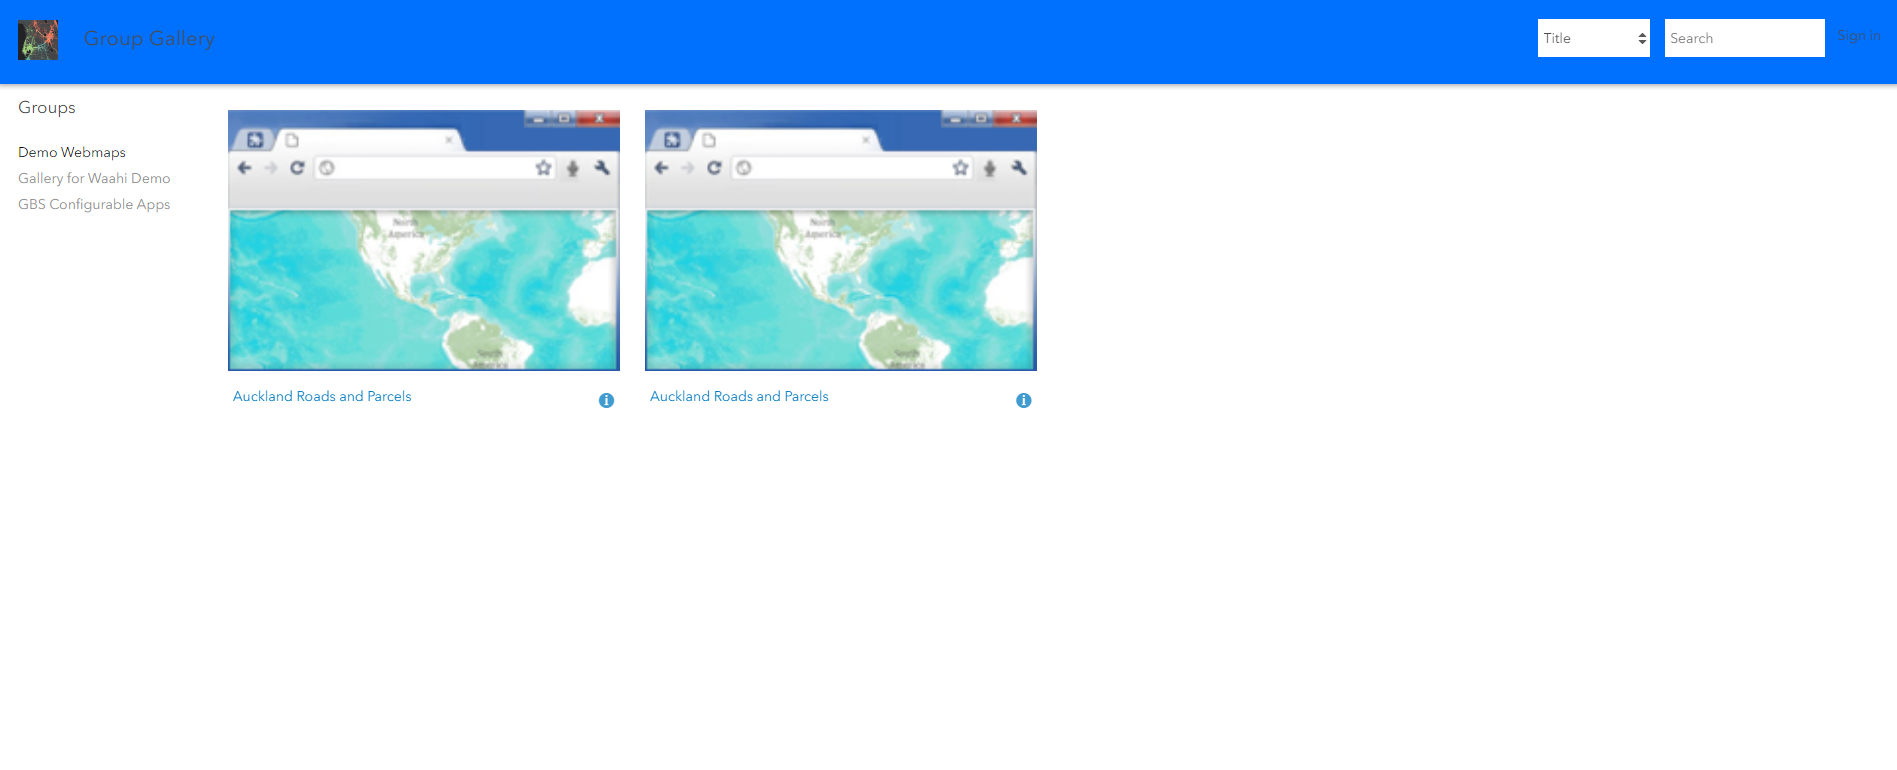 Group Gallery
Title
Search
Sign in
Groups
Demo Webmaps
Gallery for Waahi Demo
GBS Configurable Apps
North
America
South
America
Auckland Roads and Parcels
North
America
South
America
Auckland Roads and Parcels